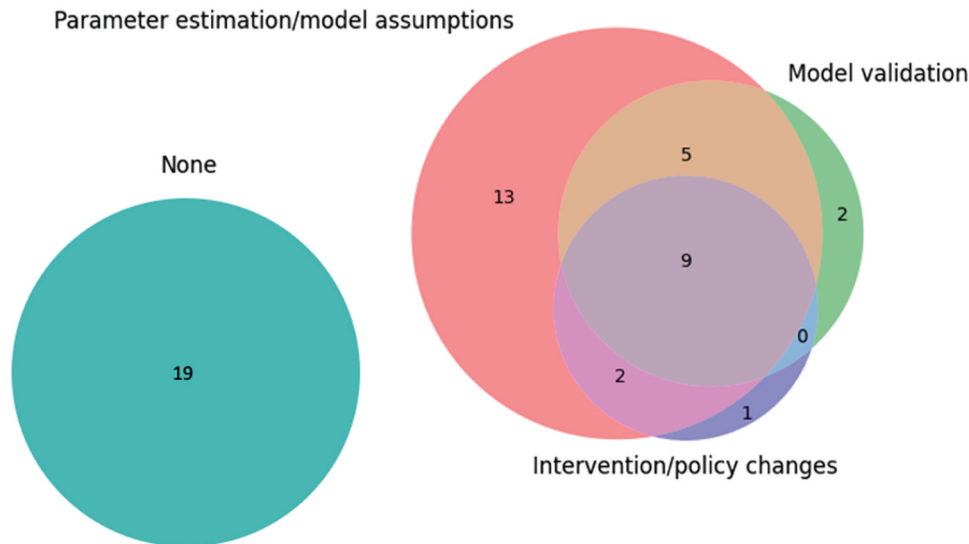 Parameter estimation/model assumptions
Model validation
None
5
13
2
9
0
19
2
1
Intervention/policy changes